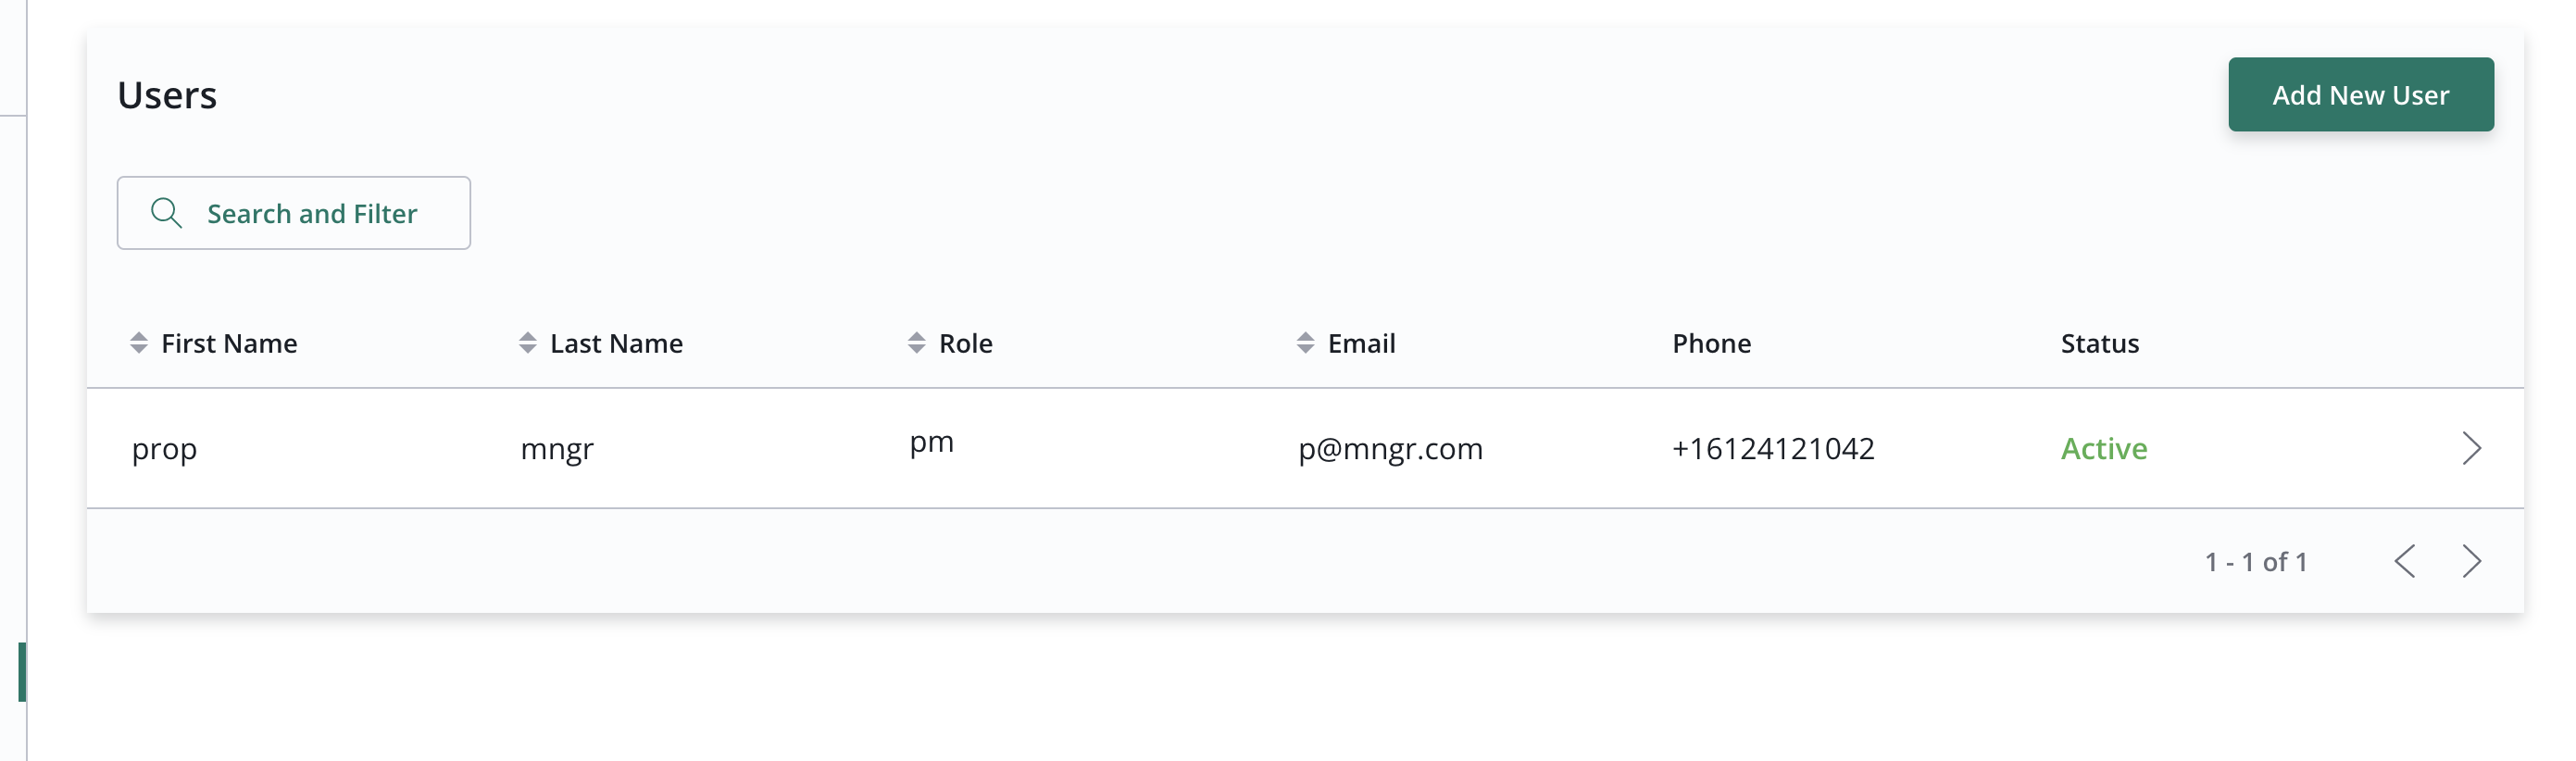 Users
Add New User
Search and Filter
First Name Last Name Role Email Phone Status
prop mngr pm p@mngr.com +16124121042 Active
1 - 1 of 1